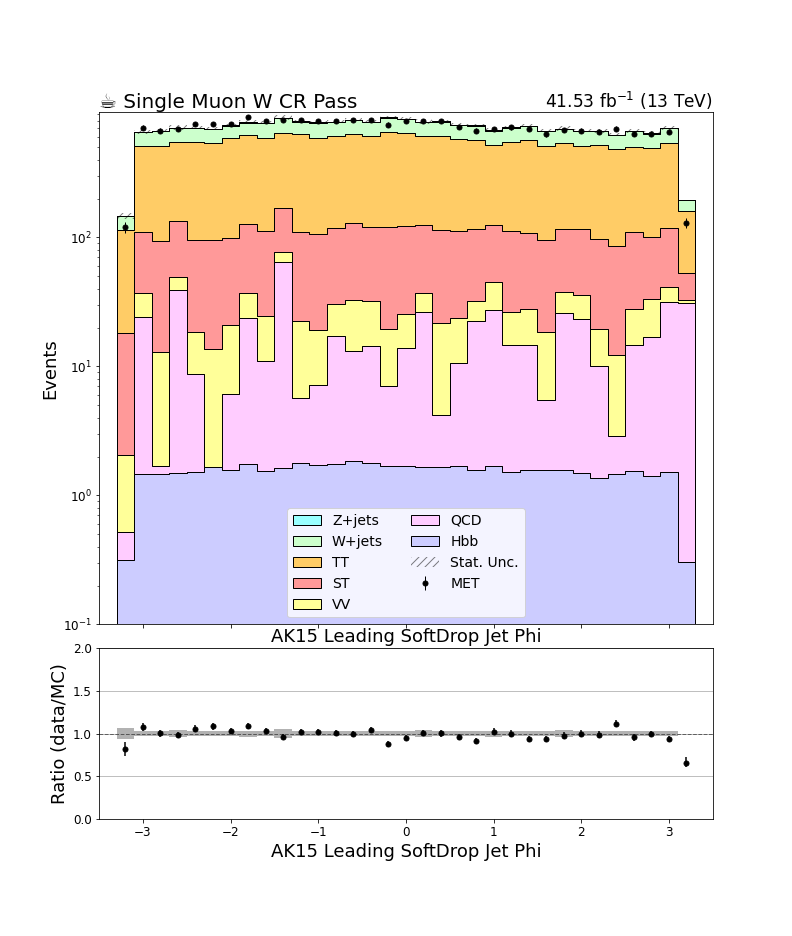 ☕ Single Muon W CR Pass 41.53 fb⁻¹ (13 TeV)
Events
10²
10¹
10⁰
10⁻¹
Z+jets QCD
W+jets Hbb
TT Stat. Unc.
ST MET
VV
AK15 Leading SoftDrop Jet Phi
Ratio (data/MC)
2.0
1.5
1.0
0.5
0.0
−3 −2 −1 0 1 2 3
AK15 Leading SoftDrop Jet Phi